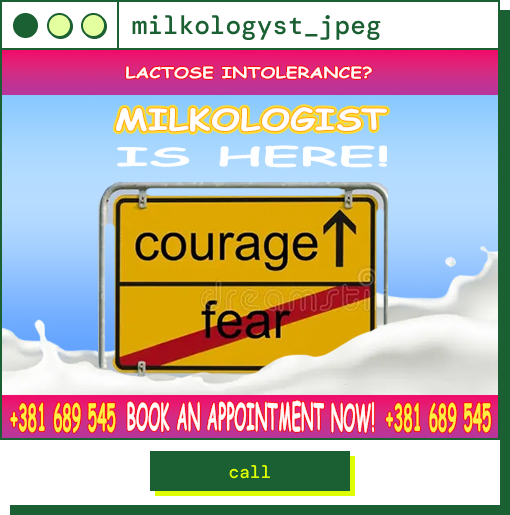 milkologyst_jpeg
LACTOSE INTOLERANCE?
MILKOLOGIST
IS HERE!
courage
dreamsti
fear
+381 689 545 BOOK AN APPOINTMENT NOW! +381 689 545
call